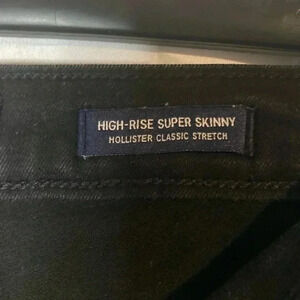 HIGH-RISE SUPER SKINNY
HOLLISTER CLASSIC STRETCH